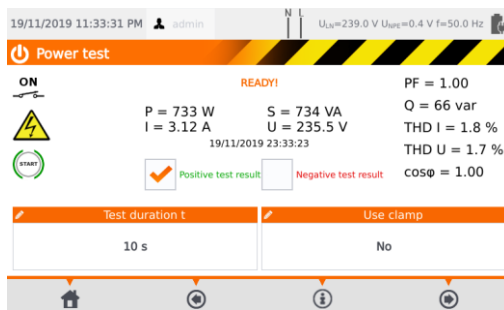 19/11/2019 11:33:31 PM admin N L U_LN=239.0 V U_NPE=0.4 V f=50.0 Hz
Power test
ON
READY!
PF = 1.00
P = 733 W S = 734 VA
Q = 66 var
I = 3.12 A U = 235.5 V
THD I = 1.8 %
19/11/2019 23:33:23
THD U = 1.7 %
START
Positive test result Negative test result
cosφ = 1.00
Test duration t Use clamp
10 s No